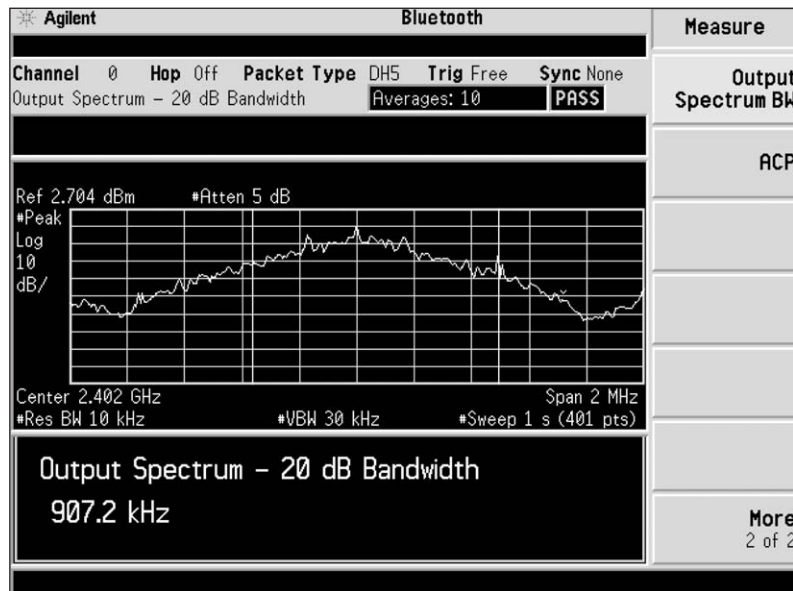 Agilent Bluetooth
Channel 0 Hop Off Packet Type DH5 Trig Free Sync None
Output Spectrum – 20 dB Bandwidth Averages: 10 PASS
Ref 2.704 dBm #Atten 5 dB
#Peak
Log
10
dB/
Center 2.402 GHz Span 2 MHz
#Res BW 10 kHz #VBW 30 kHz #Sweep 1 s (401 pts)
Output Spectrum – 20 dB Bandwidth
907.2 kHz
Measure
Output
Spectrum BW
ACP
More
2 of 2